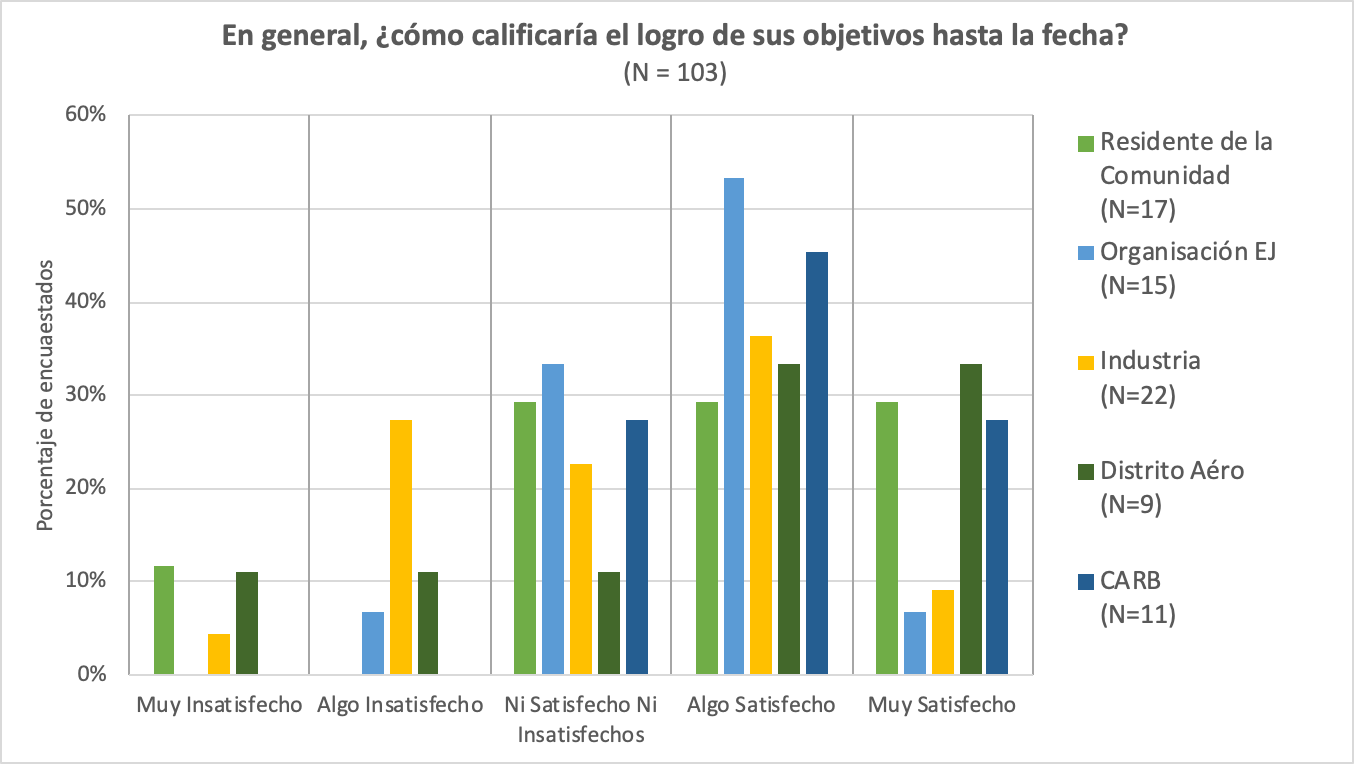 En general, ¿cómo calificaría el logro de sus objetivos hasta la fecha?
(N = 103)
60%
50%
40%
30%
20%
10%
0%
Porcentaje de encuaestados
Muy Insatisfecho
Algo Insatisfecho
Ni Satisfecho Ni
Insatisfechos
Algo Satisfecho
Muy Satisfecho
Residente de la
Comunidad
(N=17)
Organisación EJ
(N=15)
Industria
(N=22)
Distrito Aéro
(N=9)
CARB
(N=11)